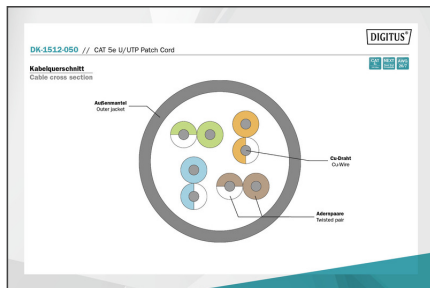 DIGITUS®
DK-1512-050 // CAT 5e U/UTP Patch Cord
Kabelquerschnitt
Cable cross section
Außenmantel
Outer jacket
Cu-Draht
Cu-Wire
Adernpaare
Twisted pair